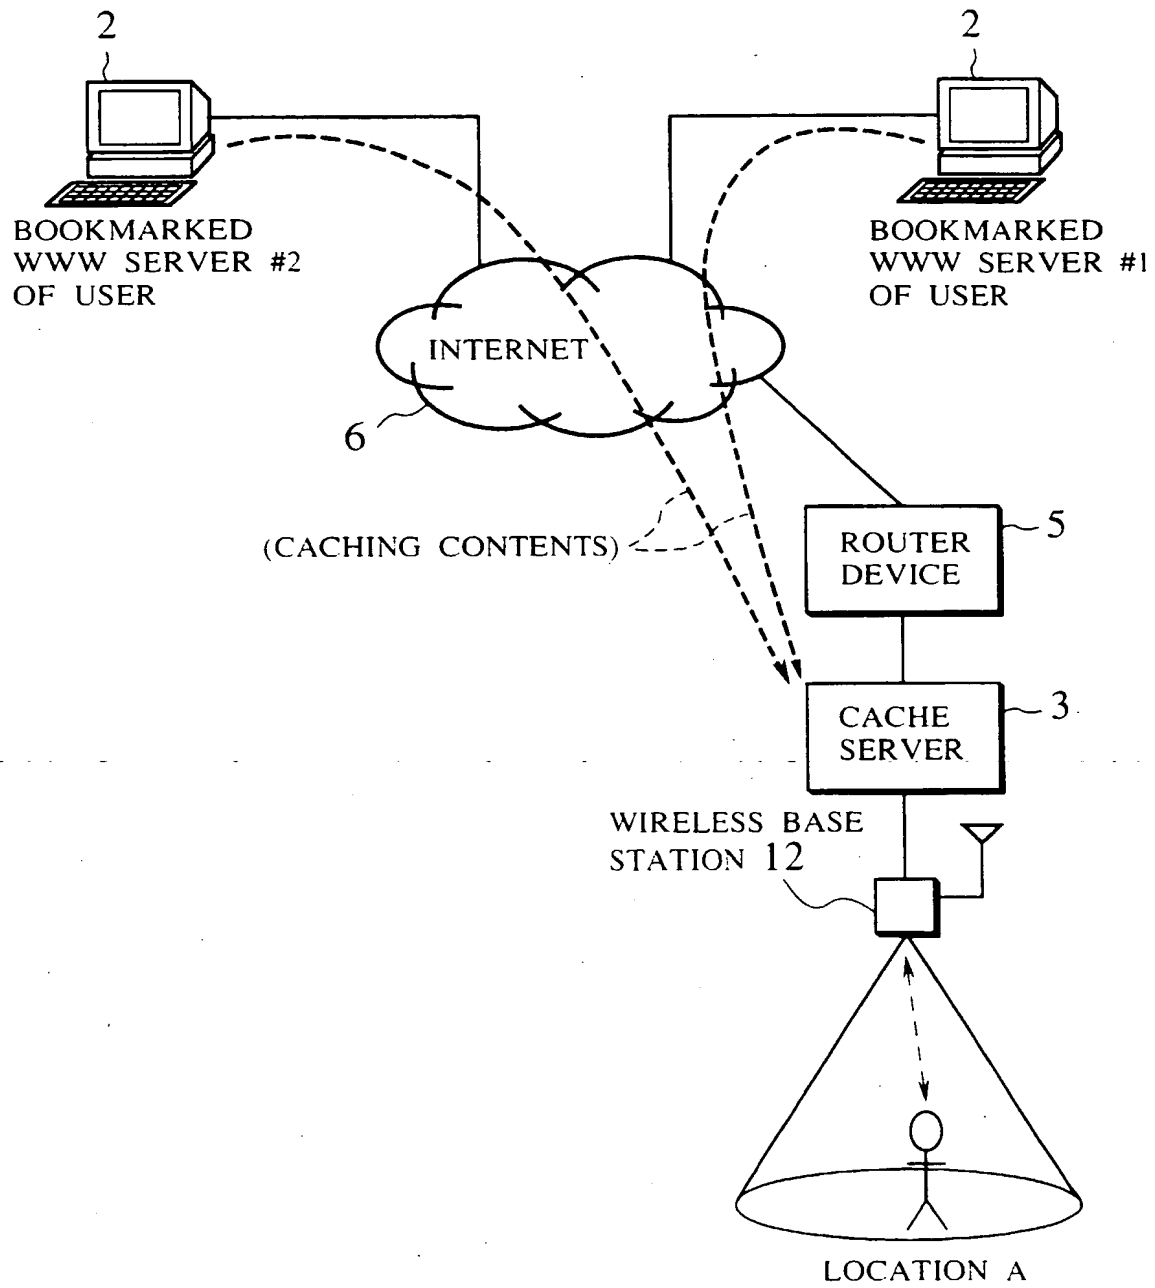 2
2
BOOKMARKED
WWW SERVER #2
OF USER
BOOKMARKED
WWW SERVER #1
OF USER
INTERNET
6
(CACHING CONTENTS)
5
ROUTER
DEVICE
3
CACHE
SERVER
WIRELESS BASE
STATION 12
LOCATION A